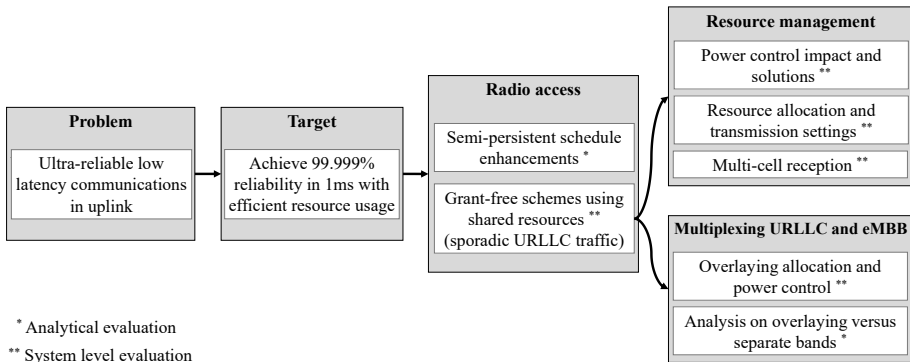 Problem
Ultra-reliable low
latency communications
in uplink
Target
Achieve 99.999%
reliability in 1ms with
efficient resource usage
Radio access
Semi-persistent schedule
enhancements *
Grant-free schemes using
shared resources **
(sporadic URLLC traffic)
Resource management
Power control impact and
solutions **
Resource allocation and
transmission settings **
Multi-cell reception **
Multiplexing URLLC and eMBB
Overlaying allocation and
power control **
Analysis on overlaying versus
separate bands *
* Analytical evaluation
** System level evaluation